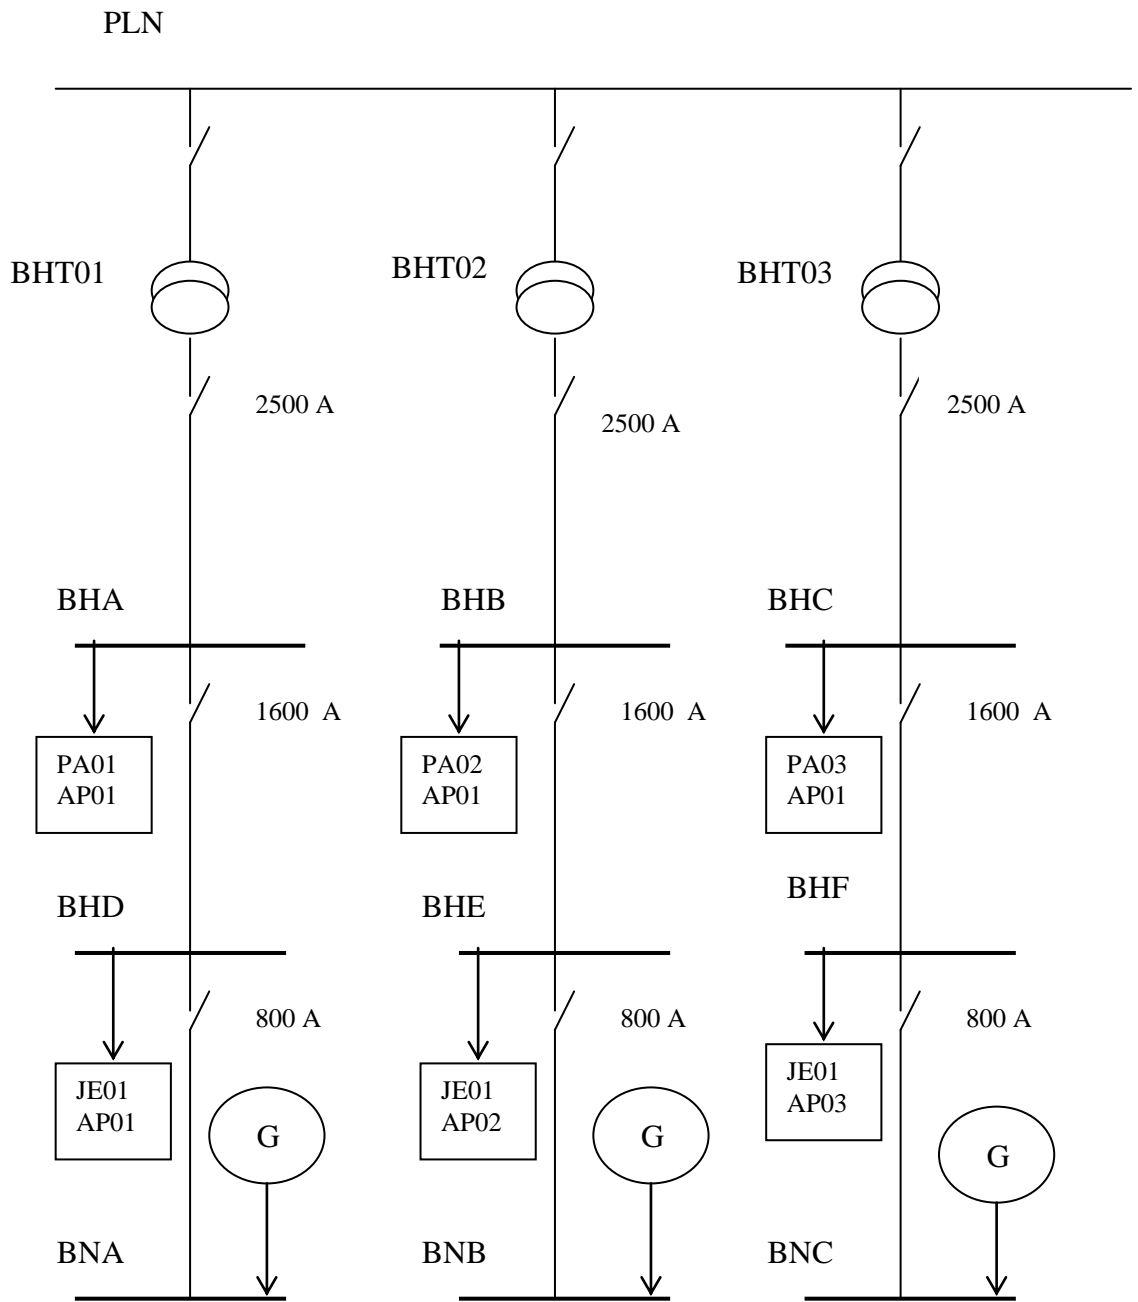 PLN
BHT01
BHT02
BHT03
2500 A
2500 A
2500 A
BHA
BHB
BHC
1600  A
1600  A
1600  A
PA01
AP01
PA02
AP01
PA03
AP01
BHD
BHE
BHF
800 A
800 A
800 A
JE01
AP01
JE01
AP02
JE01
AP03
G
G
G
BNA
BNB
BNC